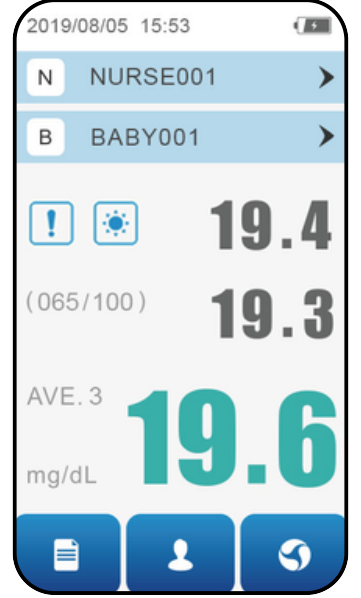 2019/08/05 15:53
N NURSE001
B BABY001
! 19.4
(065/100) 19.3
AVE.3
19.6
mg/dL